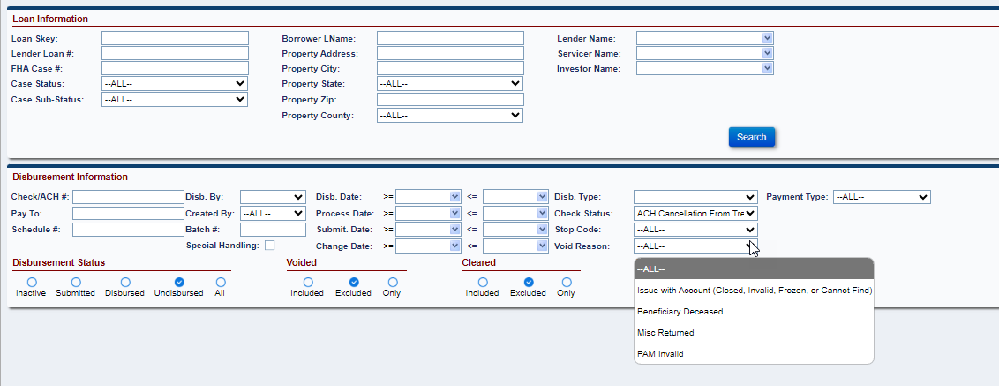 Loan Information
Loan Skey: Borrower LName: Lender Name:
Lender Loan #: Property Address: Servicer Name:
FHA Case #: Property City: Investor Name:
Case Status: --ALL-- Property State: --ALL--
Case Sub-Status: --ALL-- Property Zip:
Property County: --ALL--
Search
Disbursement Information
Check/ACH #: Disb. By: Disb. Date: >= <= Disb. Type: Payment Type: --ALL--
Pay To: Created By: --ALL-- Process Date: >= <= Check Status: ACH Cancellation From Tre
Schedule #: Batch #: Submit. Date: >= <= Stop Code: --ALL--
Special Handling: Change Date: >= <= Void Reason: --ALL--
Disbursement Status Voided Cleared
Inactive Submitted Disbursed Undisbursed All Included Excluded Only Included Excluded Only
--ALL--
Issue with Account (Closed, Invalid, Frozen, or Cannot Find)
Beneficiary Deceased
Misc Returned
PAM Invalid